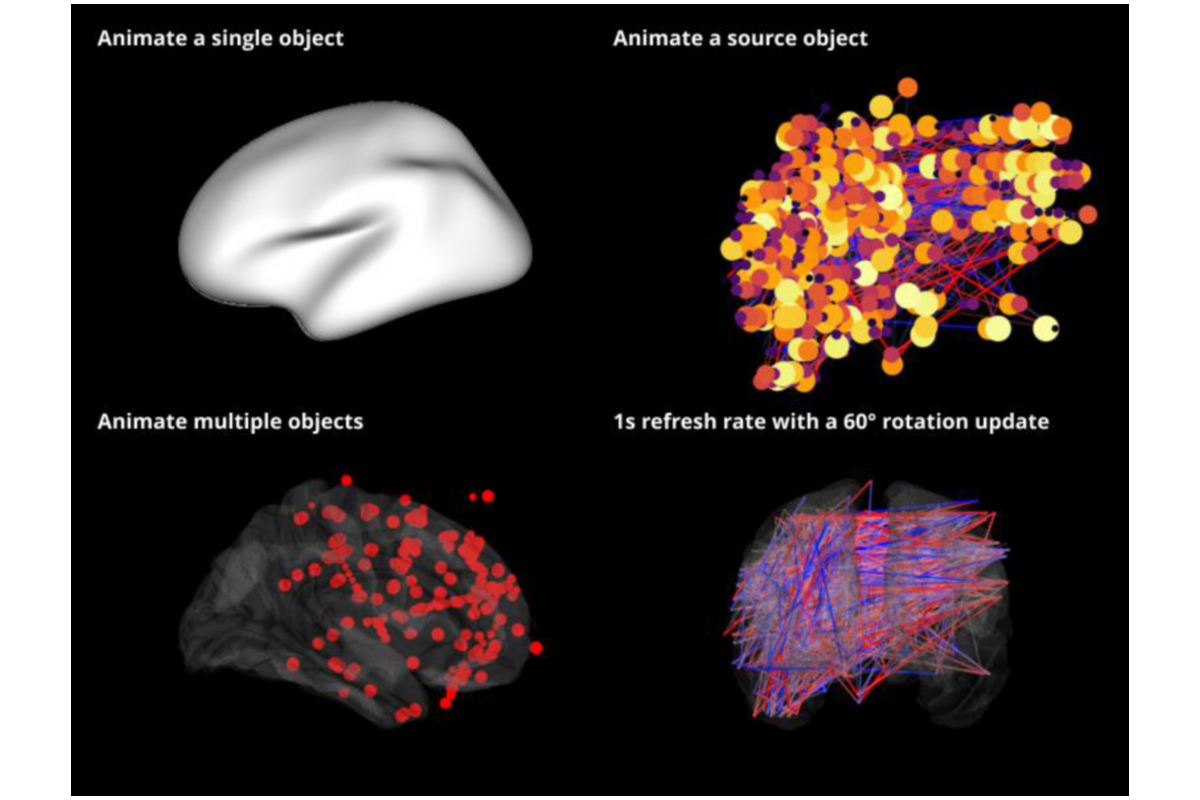 Animate a single object
Animate a source object
Animate multiple objects
1s refresh rate with a 60° rotation update